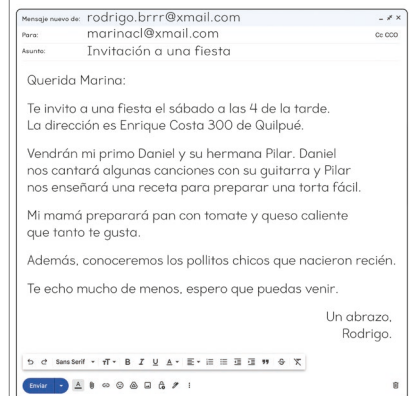 Mensaje nuevo de: rodrigo.brrr@xmail.com
Para: marinacl@xmail.com Cc CCO
Asunto: Invitación a una fiesta
Querida Marina:
Te invito a una fiesta el sábado a las 4 de la tarde.
La dirección es Enrique Costa 300 de Quilpué.
Vendrán mi primo Daniel y su hermana Pilar. Daniel
nos cantará algunas canciones con su guitarra y Pilar
nos enseñará una receta para preparar una torta fácil.
Mi mamá preparará pan con tomate y queso caliente
que tanto te gusta.
Además, conoceremos los pollitos chicos que nacieron recién.
Te echo mucho de menos, espero que puedas venir.
Un abrazo,
Rodrigo.
Sans Serif
Enviar